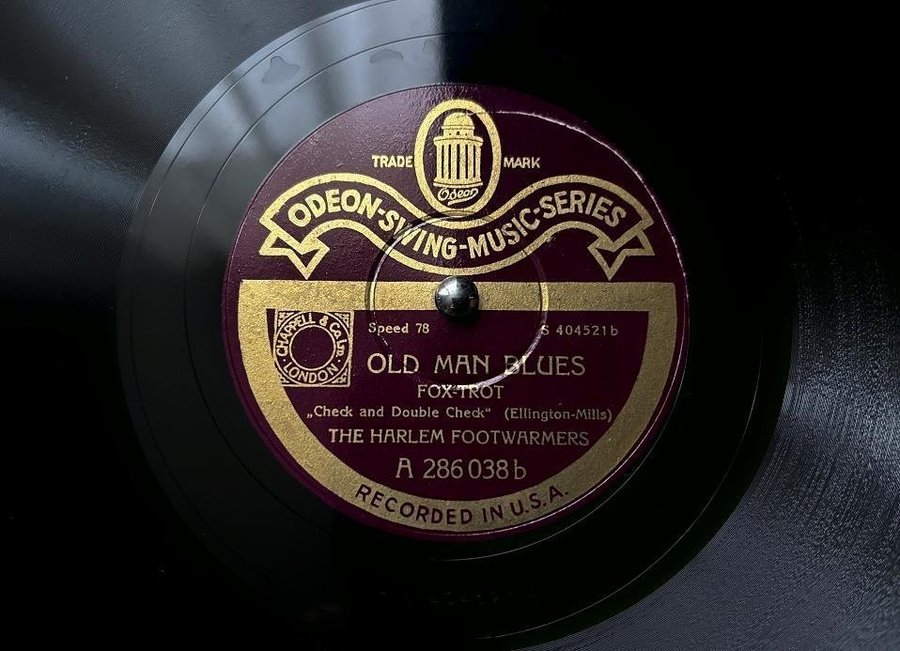 TRADE MARK
Odeon
ODEON-SWING-MUSIC-SERIES
CHAPPELL & Co Ltd. LONDON
Speed 78
S 404521b
OLD MAN BLUES
FOX-TROT
„Check and Double Check“ (Ellington-Mills)
THE HARLEM FOOTWARMERS
A 286 038 b
RECORDED IN U.S.A.